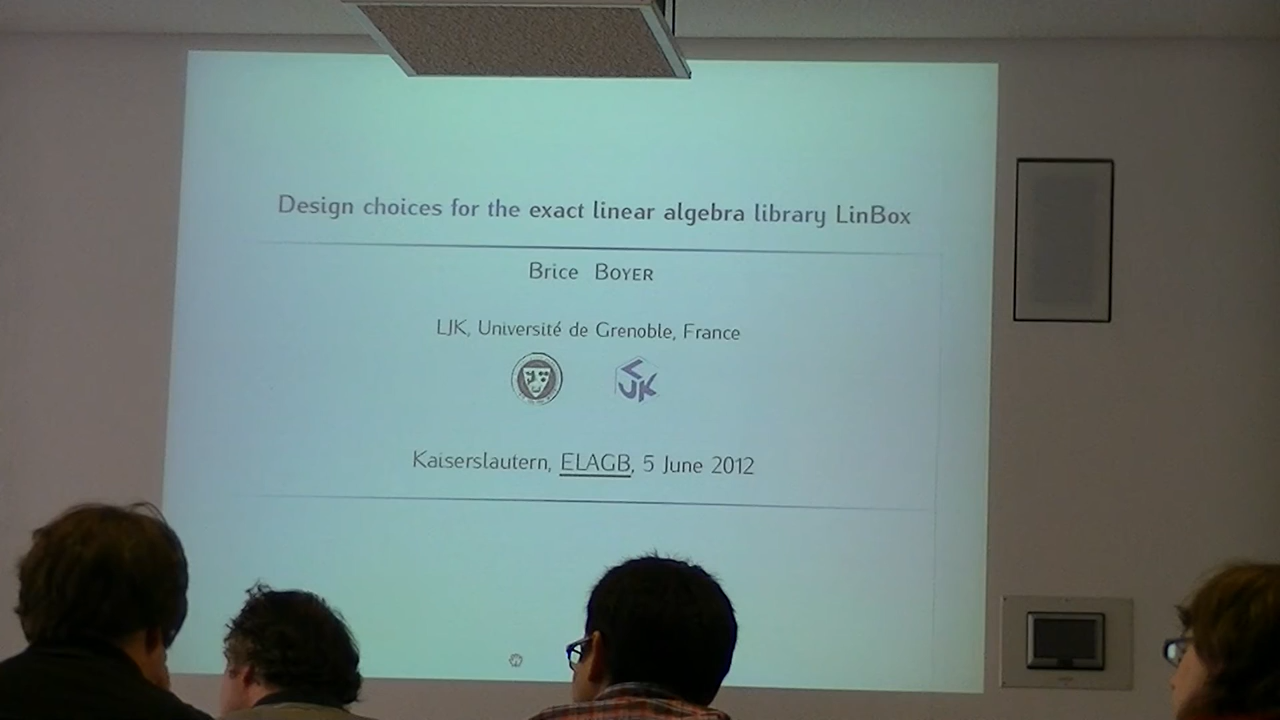 Design choices for the exact linear algebra library LinBox
Brice BOYER
LJK, Université de Grenoble, France
LJK
Kaiserslautern, ELAGB, 5 June 2012